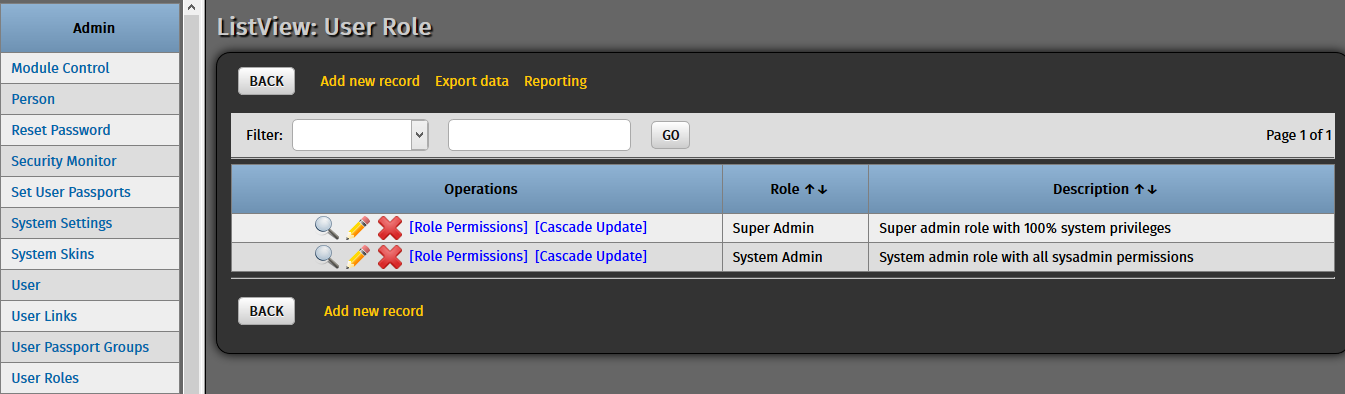 Admin
Module Control
Person
Reset Password
Security Monitor
Set User Passports
System Settings
System Skins
User
User Links
User Passport Groups
User Roles
ListView: User Role
BACK Add new record Export data Reporting
Filter: GO Page 1 of 1
Operations Role ↑↓ Description ↑↓
[Role Permissions] [Cascade Update] Super Admin Super admin role with 100% system privileges
[Role Permissions] [Cascade Update] System Admin System admin role with all sysadmin permissions
BACK Add new record